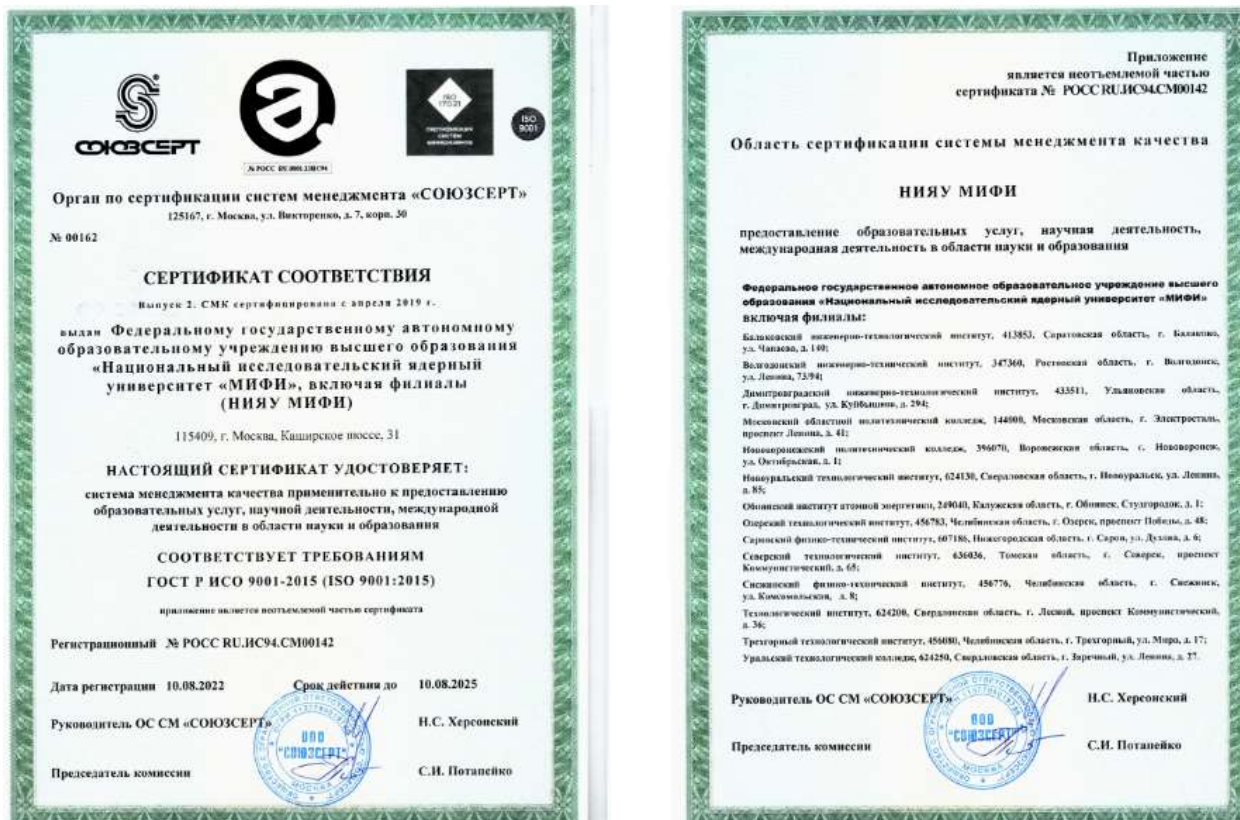 СОЮЗСЕРТ
ISO
17021
СЕРТИФИКАЦИЯ
СИСТЕМ
МЕНЕДЖМЕНТА
ISO
9001
Орган по сертификации систем менеджмента «СОЮЗСЕРТ»
125167, г. Москва, ул. Викторенко, д. 7, корп. 30
№ 00162
СЕРТИФИКАТ СООТВЕТСТВИЯ
Выпуск 2. СМК сертифицирована с апреля 2019 г.
выдан Федеральному государственному автономному
образовательному учреждению высшего образования
«Национальный исследовательский ядерный
университет «МИФИ», включая филиалы
(НИЯУ МИФИ)
115409, г. Москва, Каширское шоссе, 31
НАСТОЯЩИЙ СЕРТИФИКАТ УДОСТОВЕРЯЕТ:
система менеджмента качества применительно к предоставлению
образовательных услуг, научной деятельности, международной
деятельности в области науки и образования
СООТВЕТСТВУЕТ ТРЕБОВАНИЯМ
ГОСТ Р ИСО 9001-2015 (ISO 9001:2015)
приложение является неотъемлемой частью сертификата
Регистрационный № РОСС RU.ИС94.СМ00142
Дата регистрации 10.08.2022 Срок действия до 10.08.2025
Руководитель ОС СМ «СОЮЗСЕРТ» Н.С. Херсонский
Председатель комиссии С.И. Потапейко
ООО
"СОЮЗСЕРТ"
МОСКВА
Приложение
является неотъемлемой частью
сертификата № РОСС RU.ИС94.СМ00142
Область сертификации системы менеджмента качества
НИЯУ МИФИ
предоставление образовательных услуг, научная деятельность,
международная деятельность в области науки и образования
Федеральное государственное автономное образовательное учреждение высшего
образования «Национальный исследовательский ядерный университет «МИФИ»
включая филиалы:
Балаковский инженерно-технологический институт, 413853, Саратовская область, г. Балаково,
ул. Чапаева, д. 140;
Волгодонский инженерно-технический институт, 347360, Ростовская область, г. Волгодонск,
ул. Ленина, 73/94;
Димитровградский инженерно-технологический институт, 433511, Ульяновская область,
г. Димитровград, ул. Куйбышева, д. 294;
Московский областной политехнический колледж, 144000, Московская область, г. Электросталь,
проспект Ленина, д. 41;
Нововоронежский политехнический колледж, 396070, Воронежская область, г. Нововоронеж,
ул. Октябрьская, д. 1;
Новоуральский технологический институт, 624130, Свердловская область, г. Новоуральск, ул. Ленина,
д. 85;
Обнинский институт атомной энергетики, 249040, Калужская область, г. Обнинск, Студгородок, д. 1;
Озерский технологический институт, 456783, Челябинская область, г. Озерск, проспект Победы, д. 48;
Саровский физико-технический институт, 607186, Нижегородская область, г. Саров, ул. Духова, д. 6;
Северский технологический институт, 636036, Томская область, г. Северск, проспект
Коммунистический, д. 65;
Снежинский физико-технический институт, 456776, Челябинская область, г. Снежинск,
ул. Комсомольская, д. 8;
Технологический институт, 624200, Свердловская область, г. Лесной, проспект Коммунистический,
д. 36;
Трехгорный технологический институт, 456080, Челябинская область, г. Трехгорный, ул. Мира, д. 17;
Уральский технологический колледж, 624250, Свердловская область, г. Заречный, ул. Ленина, д. 27.
Руководитель ОС СМ «СОЮЗСЕРТ» Н.С. Херсонский
Председатель комиссии С.И. Потапейко
ООО
"СОЮЗСЕРТ"
МОСКВА